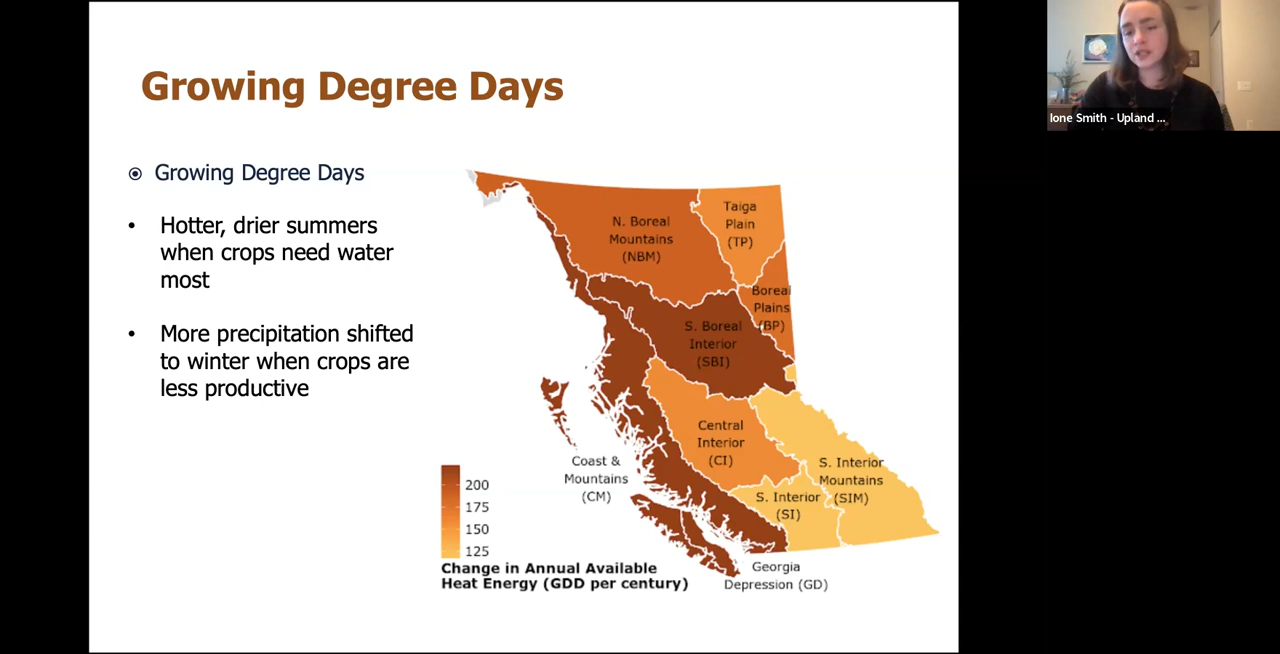 Growing Degree Days
Growing Degree Days
• Hotter, drier summers
when crops need water
most
• More precipitation shifted
to winter when crops are
less productive
N. Boreal
Mountains
(NBM)
Taiga
Plain
(TP)
Boreal
Plains
(BP)
S. Boreal
Interior
(SBI)
Central
Interior
(CI)
S. Interior
Mountains
(SIM)
S. Interior
(SI)
Coast &
Mountains
(CM)
Georgia
Depression (GD)
200
175
150
125
Change in Annual Available
Heat Energy (GDD per century)
Ione Smith - Upland ...